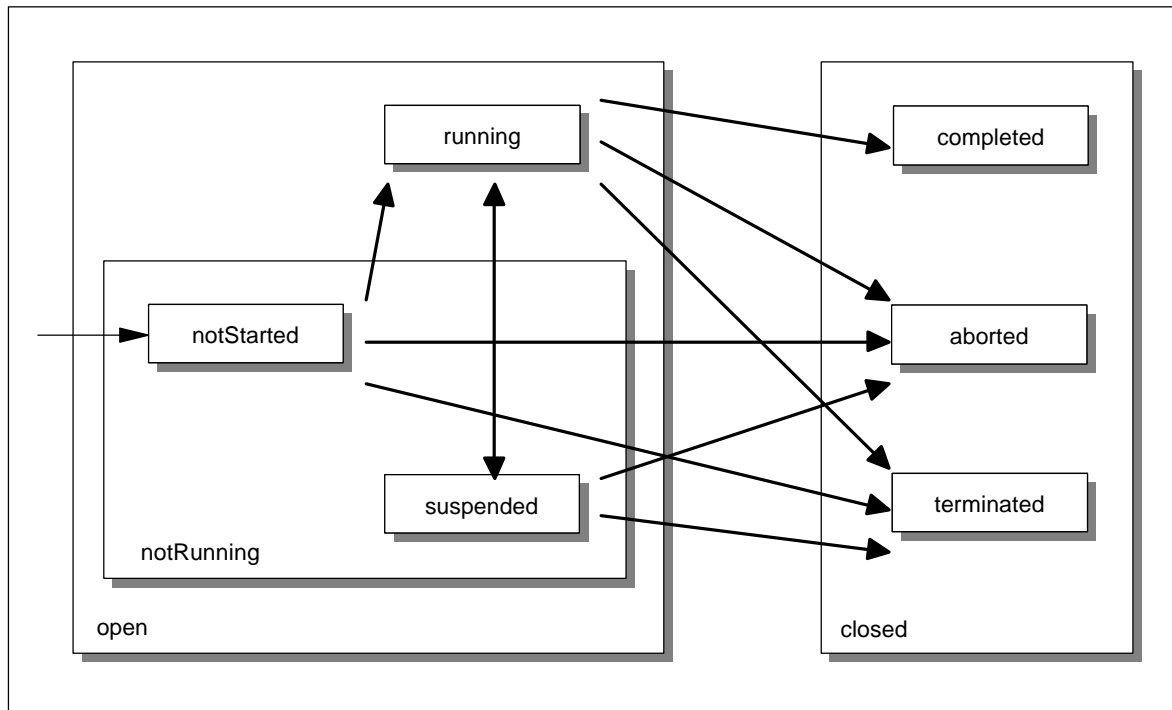 running
completed
notStarted
aborted
suspended
terminated
notRunning
open
closed